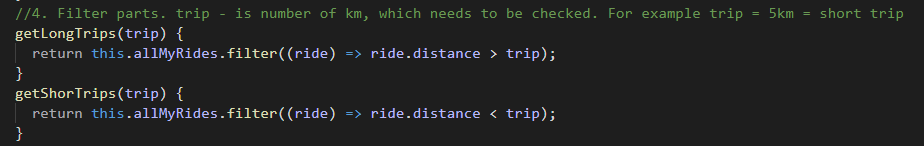 //4. Filter parts. trip - is number of km, which needs to be checked. For example trip = 5km = short trip
getLongTrips(trip) {
return this.allMyRides.filter((ride) => ride.distance > trip);
}
getShorTrips(trip) {
return this.allMyRides.filter((ride) => ride.distance < trip);
}